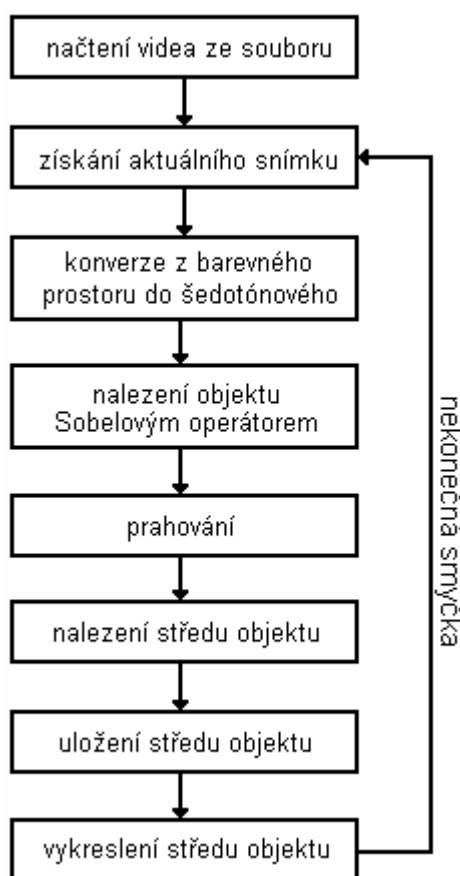 načtení videa ze souboru
získání aktuálního snímku
konverze z barevného
prostoru do šedotónového
nalezení objektu
Sobelovým operátorem
prahování
nalezení středu objektu
uložení středu objektu
vykreslení středu objektu
nekonečná smyčka